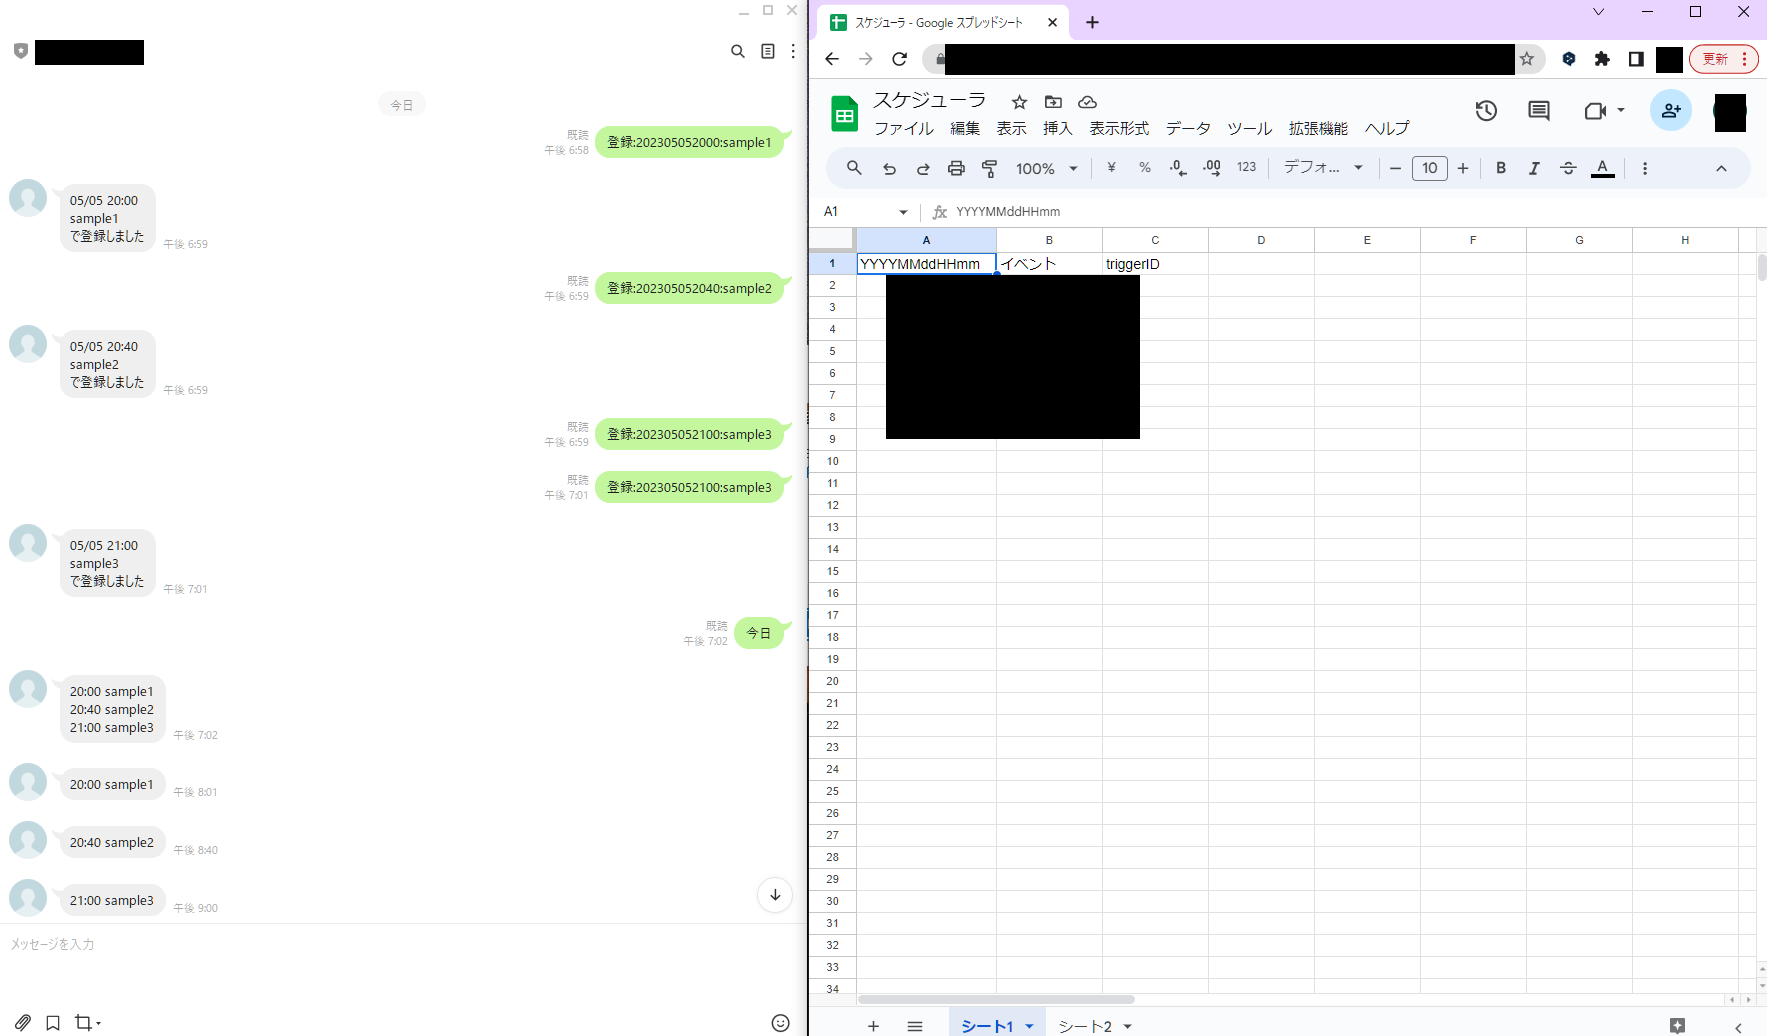 今日
既読
午後 6:58
登録:202305052000:sample1
05/05 20:00
sample1
で登録しました
午後 6:59
既読
午後 6:59
登録:202305052040:sample2
05/05 20:40
sample2
で登録しました
午後 6:59
既読
午後 6:59
登録:202305052100:sample3
既読
午後 7:01
登録:202305052100:sample3
05/05 21:00
sample3
で登録しました
午後 7:01
既読
午後 7:02
今日
20:00 sample1
20:40 sample2
21:00 sample3
午後 7:02
20:00 sample1
午後 8:01
20:40 sample2
午後 8:40
21:00 sample3
午後 9:00
メッセージを入力
スケジューラ - Google スプレッドシート
更新
スケジューラ
ファイル 編集 表示 挿入 表示形式 データ ツール 拡張機能 ヘルプ
100% ¥ % .0 .00 123 デフォ... 10 B I A
A1 fx YYYYMMddHHmm
A B C D E F G H
1 YYYYMMddHHmm イベント triggerID
2
3
4
5
6
7
8
9
10
11
12
13
14
15
16
17
18
19
20
21
22
23
24
25
26
27
28
29
30
31
32
33
34
シート1 シート2